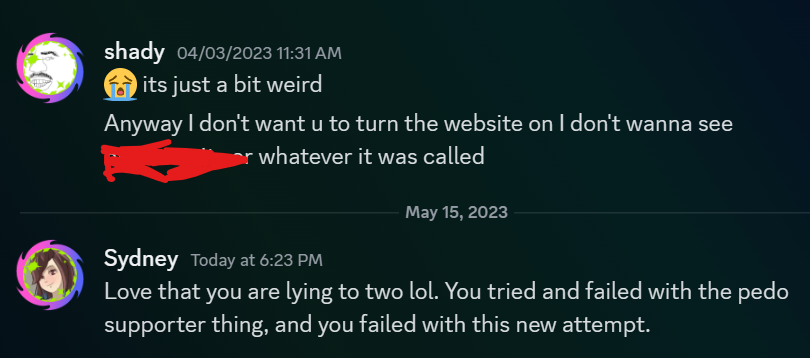 shady 04/03/2023 11:31 AM
😭 its just a bit weird
Anyway I don't want u to turn the website on I don't wanna see
or whatever it was called
May 15, 2023
Sydney Today at 6:23 PM
Love that you are lying to two lol. You tried and failed with the pedo
supporter thing, and you failed with this new attempt.